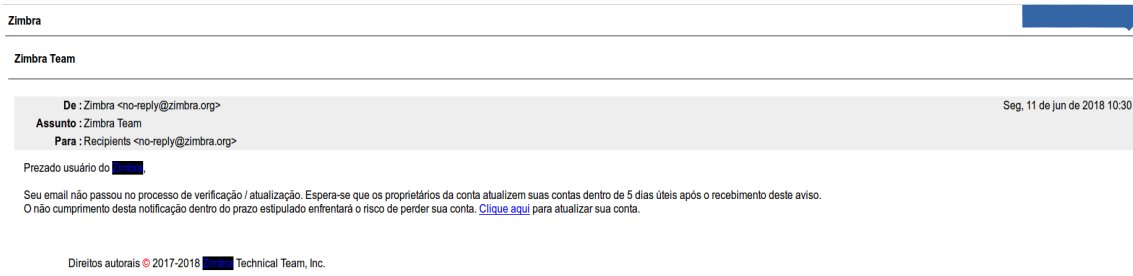 Zimbra
Zimbra Team
De : Zimbra <no-reply@zimbra.org>
Seg, 11 de jun de 2018 10:30
Assunto : Zimbra Team
Para : Recipients <no-reply@zimbra.org>
Prezado usuário do Zimbra,
Seu email não passou no processo de verificação / atualização. Espera-se que os proprietários da conta atualizem suas contas dentro de 5 dias úteis após o recebimento deste aviso.
O não cumprimento desta notificação dentro do prazo estipulado enfrentará o risco de perder sua conta. Clique aqui para atualizar sua conta.
Direitos autorais © 2017-2018 Zimbra Technical Team, Inc.